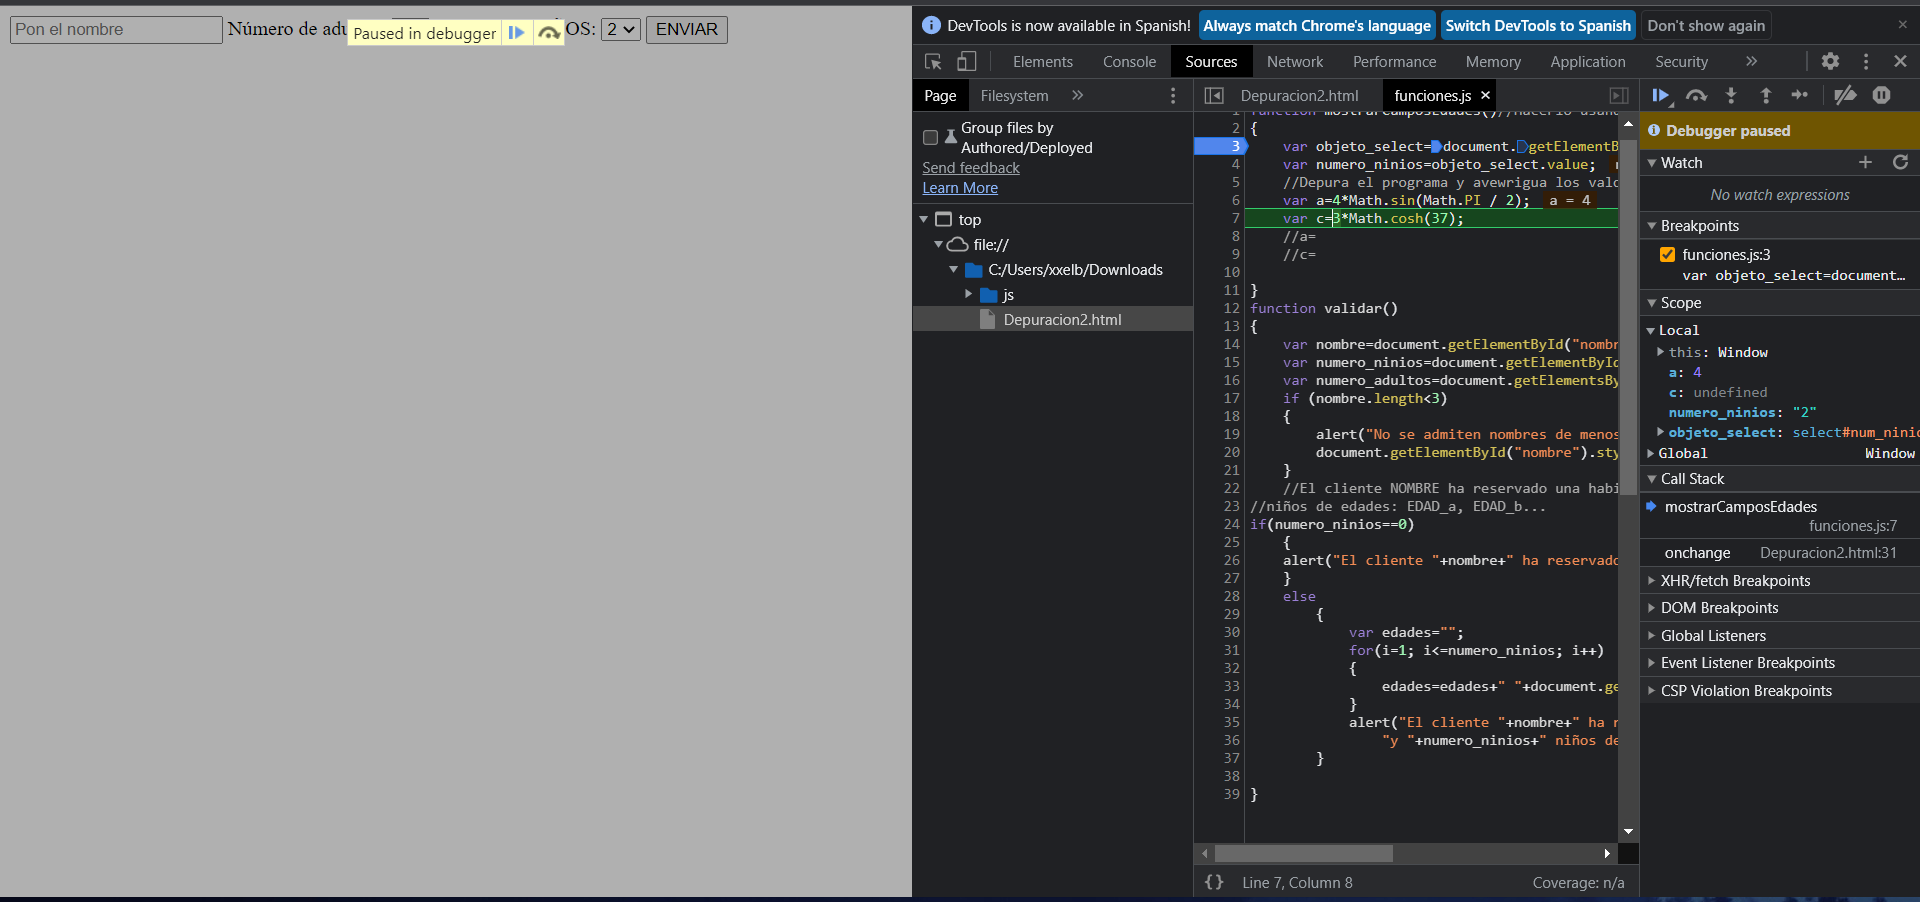 Pon el nombre Número de adu OS: 2 ENVIAR
Paused in debugger
DevTools is now available in Spanish! Always match Chrome's language Switch DevTools to Spanish Don't show again
Elements Console Sources Network Performance Memory Application Security
Page Filesystem
Group files by
Authored/Deployed
Send feedback
Learn More
top
file://
C:/Users/xxelb/Downloads
js
Depuracion2.html
Depuracion2.html funciones.js
1 function mostrarCamposEdades()//Hacerlo usan
2 {
3 var objeto_select=document.getElementB
4 var numero_ninios=objeto_select.value;
5 //Depura el programa y avewrigua los valo
6 var a=4*Math.sin(Math.PI / 2); a = 4
7 var c=3*Math.cosh(37);
8 //a=
9 //c=
10
11 }
12 function validar()
13 {
14 var nombre=document.getElementById("nombr
15 var numero_ninios=document.getElementById
16 var numero_adultos=document.getElementsBy
17 if (nombre.length<3)
18 {
19 alert("No se admiten nombres de menos
20 document.getElementById("nombre").sty
21 }
22 //El cliente NOMBRE ha reservado una habi
23 //niños de edades: EDAD_a, EDAD_b...
24 if(numero_ninios==0)
25 {
26 alert("El cliente "+nombre+" ha reservado
27 }
28 else
29 {
30 var edades="";
31 for(i=1; i<=numero_ninios; i++)
32 {
33 edades=edades+" "+document.ge
34 }
35 alert("El cliente "+nombre+" ha r
36 "y "+numero_ninios+" niños de
37 }
38
39 }
{} Line 7, Column 8 Coverage: n/a
Debugger paused
Watch
No watch expressions
Breakpoints
funciones.js:3
var objeto_select=document…
Scope
Local
this: Window
a: 4
c: undefined
numero_ninios: "2"
objeto_select: select#num_ninio
Global Window
Call Stack
mostrarCamposEdades
funciones.js:7
onchange Depuracion2.html:31
XHR/fetch Breakpoints
DOM Breakpoints
Global Listeners
Event Listener Breakpoints
CSP Violation Breakpoints